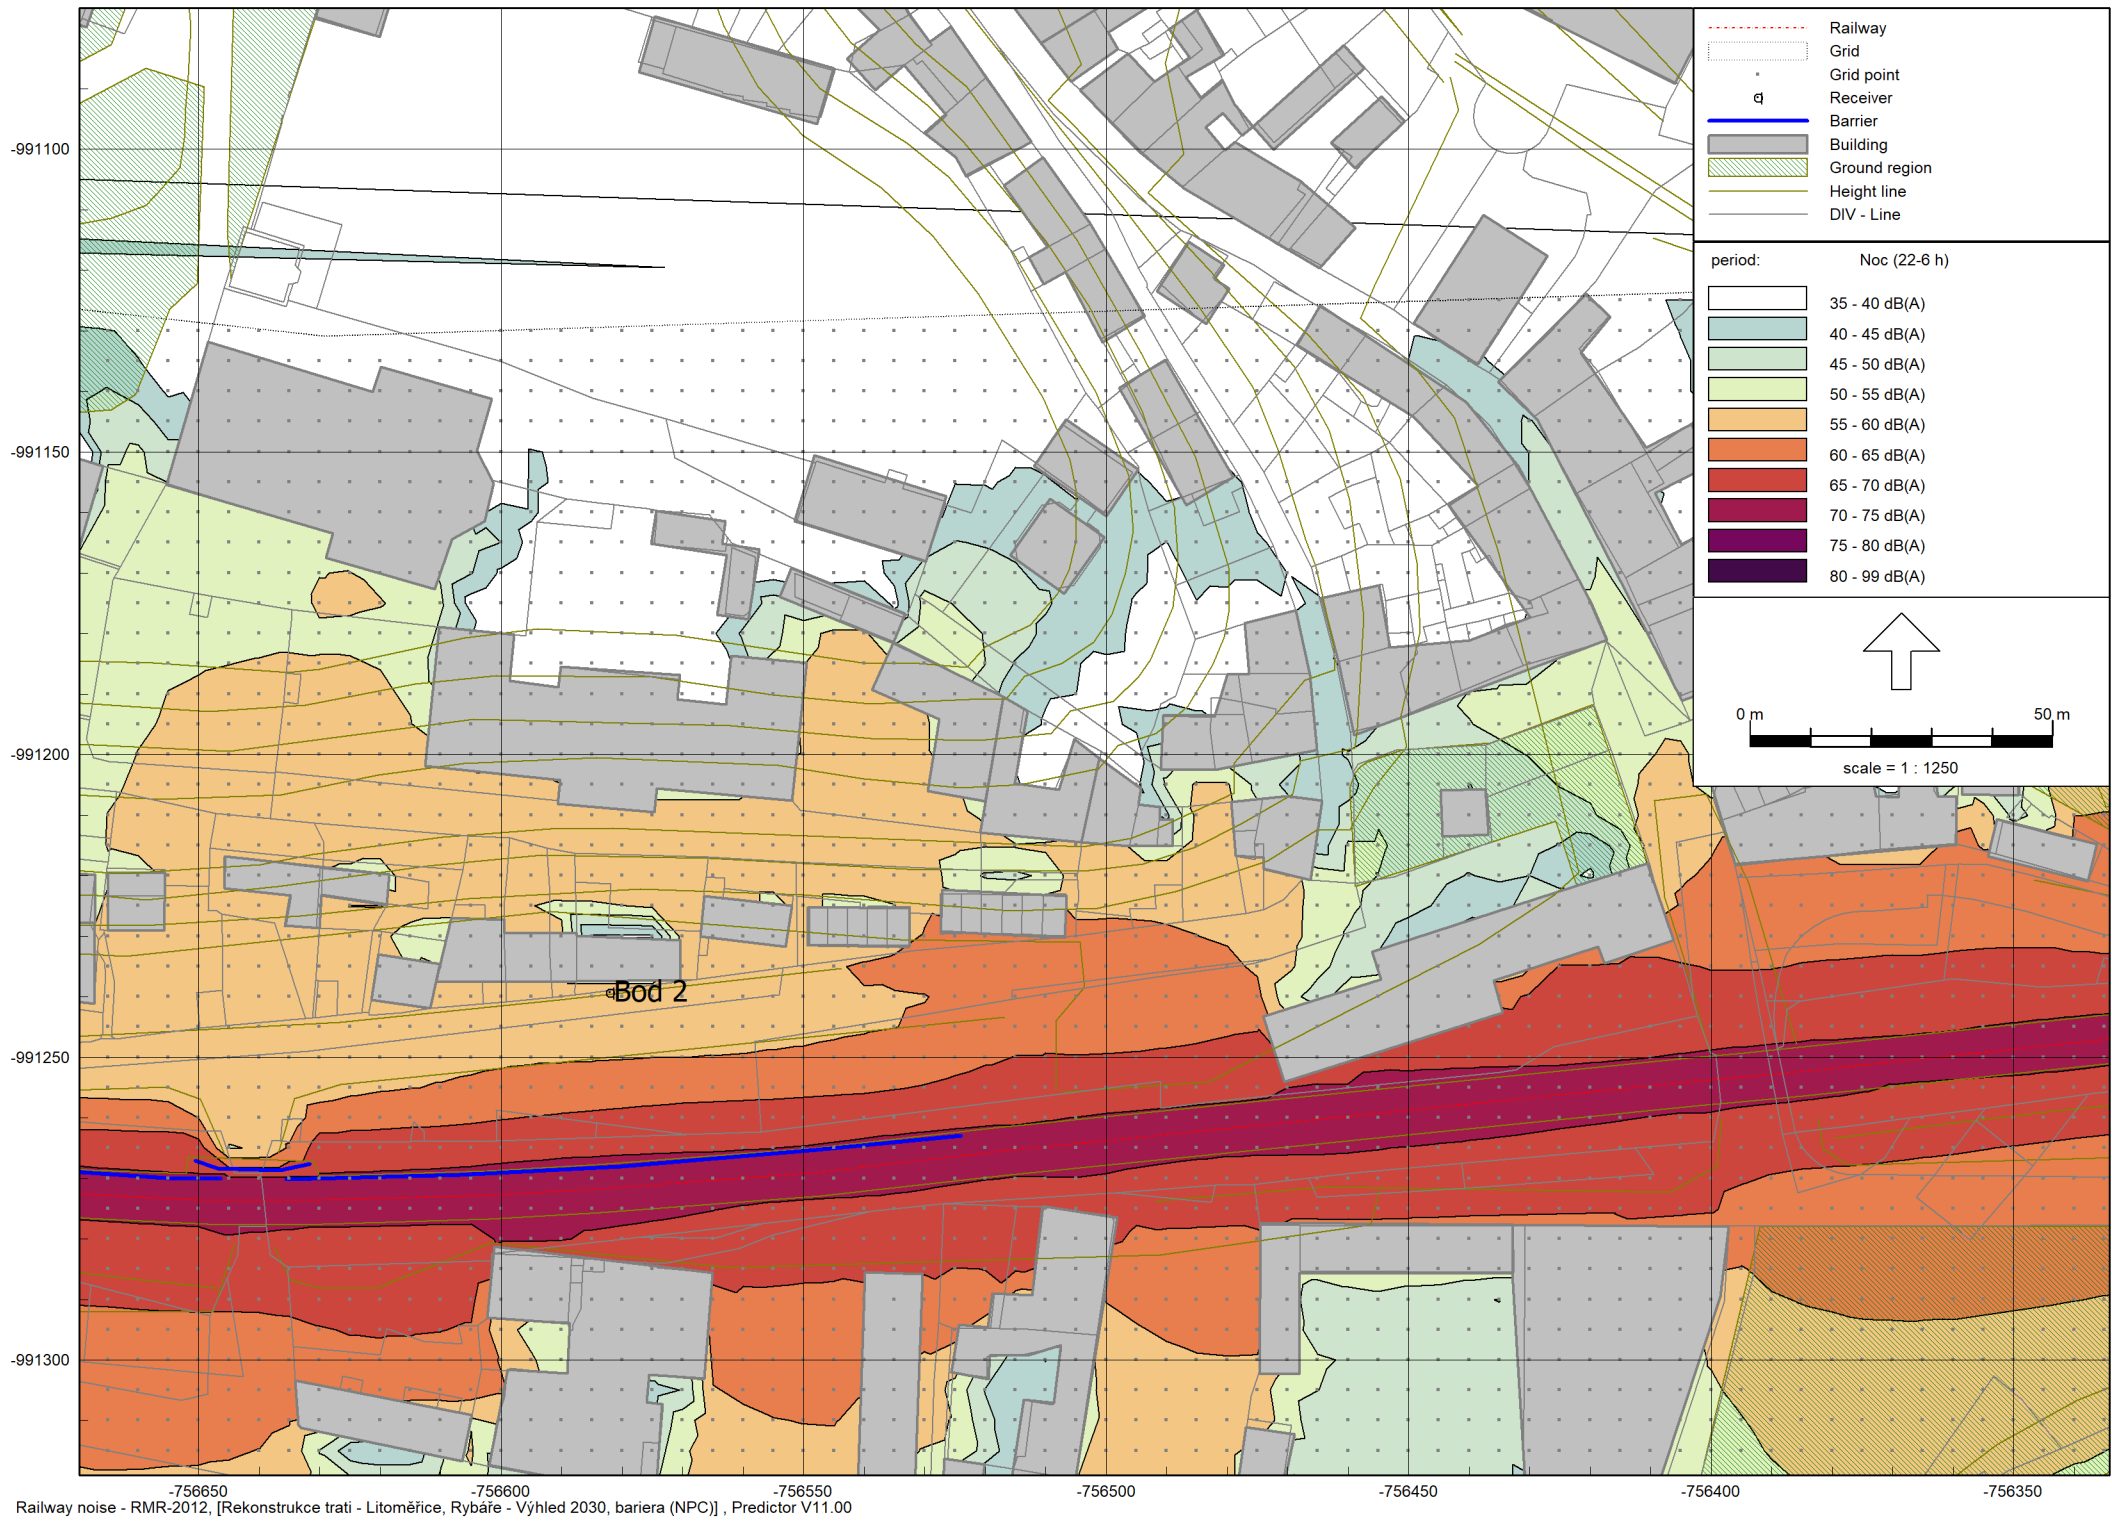 Railway
Grid
Grid point
Receiver
Barrier
Building
Ground region
Height line
DIV - Line
period: Noc (22-6 h)
35 - 40 dB(A)
40 - 45 dB(A)
45 - 50 dB(A)
50 - 55 dB(A)
55 - 60 dB(A)
60 - 65 dB(A)
65 - 70 dB(A)
70 - 75 dB(A)
75 - 80 dB(A)
80 - 99 dB(A)
0 m 50 m
scale = 1 : 1250
-991100
-991150
-991200
-991250
-991300
Bod 2
-756650 -756600 -756550 -756500 -756450 -756400 -756350
Railway noise - RMR-2012, [Rekonstrukce trati - Litoměřice, Rybáře - Výhled 2030, bariera (NPC)] , Predictor V11.00